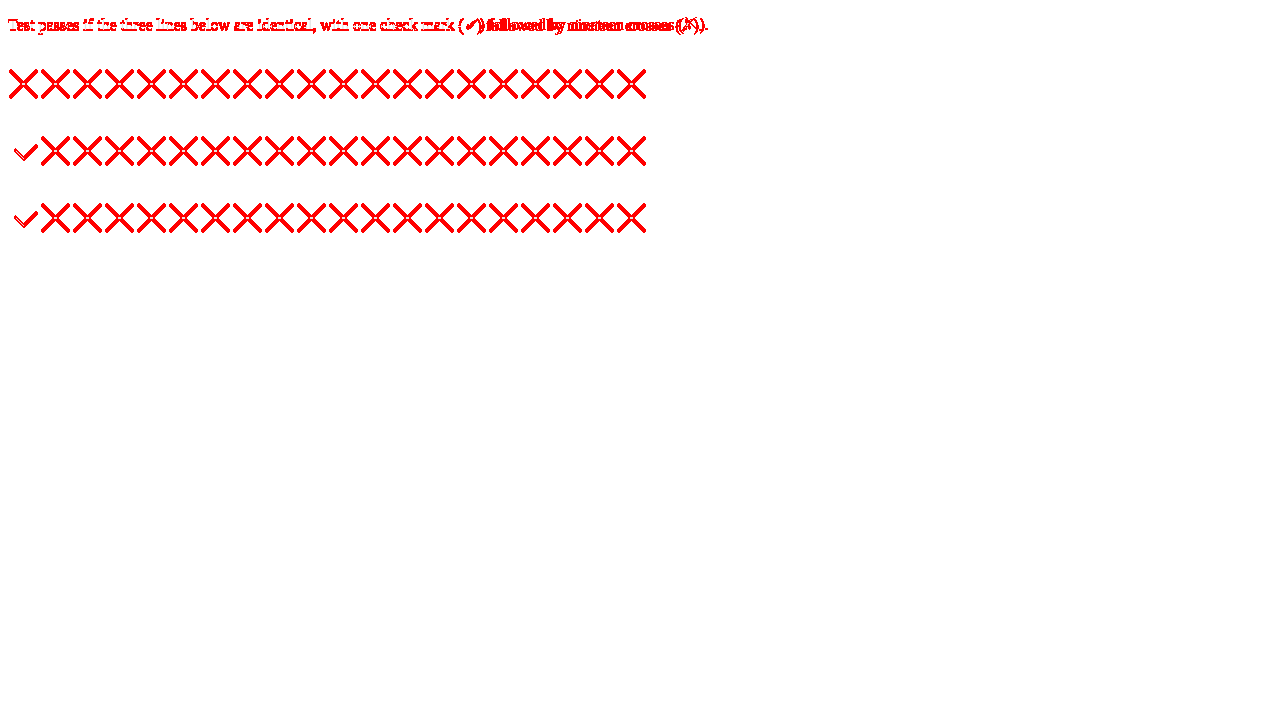 Test passes if the three lines below are identical, with one check mark (✔) followed by nineteen crosses (✗).
✗✗✗✗✗✗✗✗✗✗✗✗✗✗✗✗✗✗✗✗
✔✗✗✗✗✗✗✗✗✗✗✗✗✗✗✗✗✗✗✗
✔✗✗✗✗✗✗✗✗✗✗✗✗✗✗✗✗✗✗✗